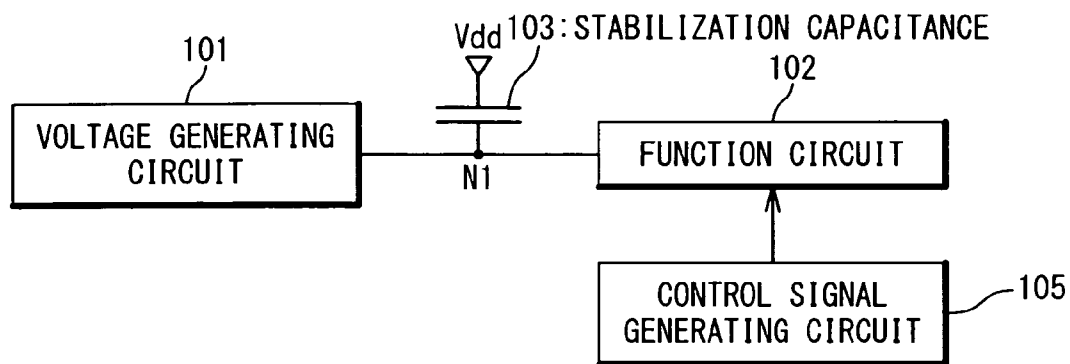 103:STABILIZATION CAPACITANCE
Vdd
101
102
VOLTAGE GENERATING
CIRCUIT
FUNCTION CIRCUIT
N1
CONTROL SIGNAL
GENERATING CIRCUIT
105